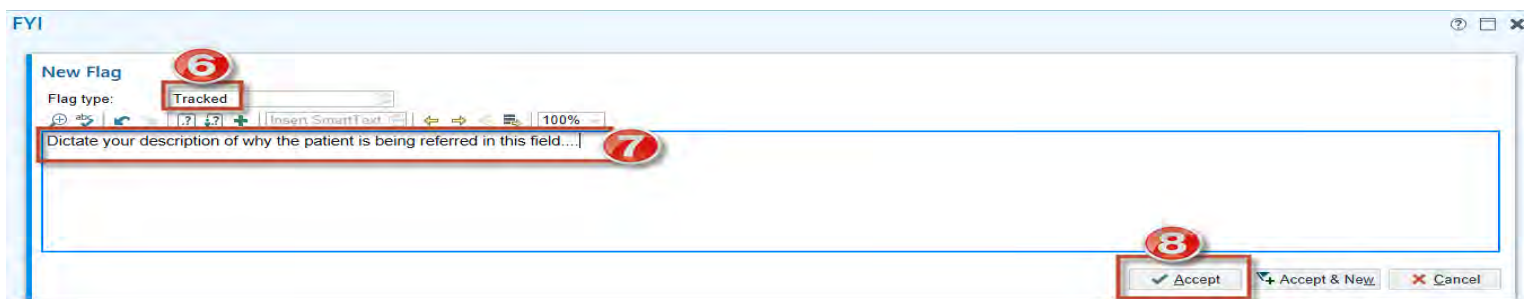 FYI
New Flag
6
Flag type: Tracked
abc .? .? Insert SmartText 100%
Dictate your description of why the patient is being referred in this field....
7
8
Accept Accept & New Cancel